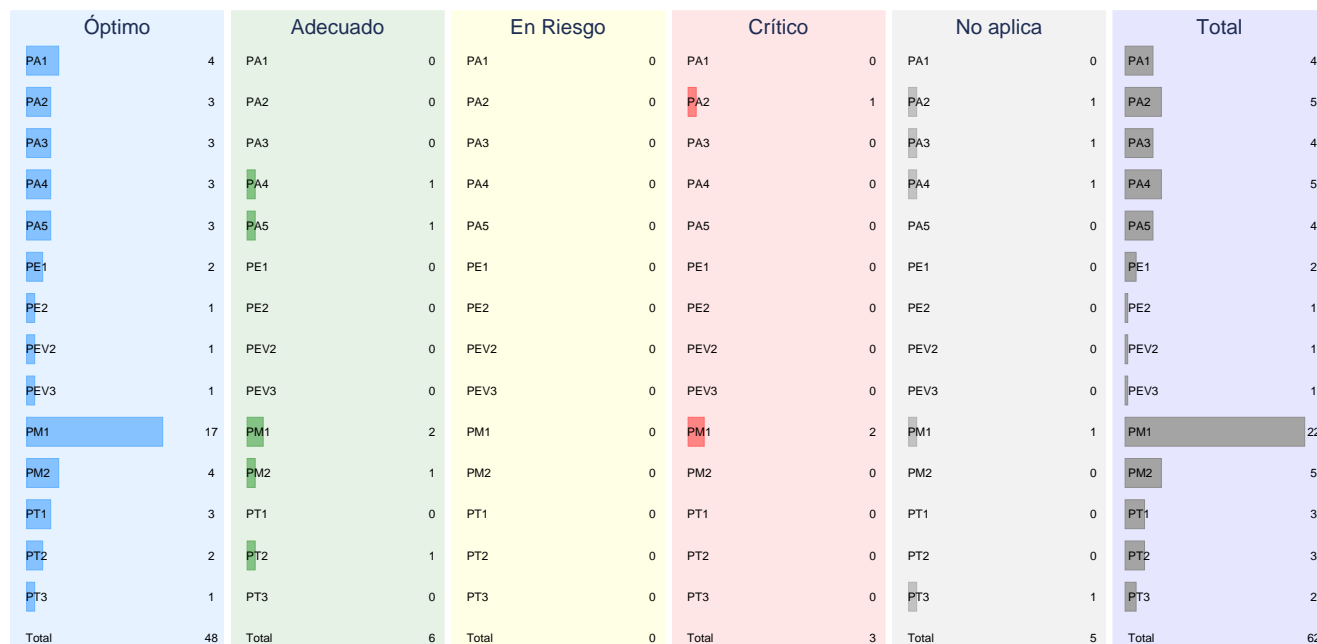 Óptimo Adecuado En Riesgo Crítico No aplica Total
PA1 4 PA1 0 PA1 0 PA1 0 PA1 0 PA1 4
PA2 3 PA2 0 PA2 0 PA2 1 PA2 1 PA2 5
PA3 3 PA3 0 PA3 0 PA3 0 PA3 1 PA3 4
PA4 3 PA4 1 PA4 0 PA4 0 PA4 1 PA4 5
PA5 3 PA5 1 PA5 0 PA5 0 PA5 0 PA5 4
PE1 2 PE1 0 PE1 0 PE1 0 PE1 0 PE1 2
PE2 1 PE2 0 PE2 0 PE2 0 PE2 0 PE2 1
PEV2 1 PEV2 0 PEV2 0 PEV2 0 PEV2 0 PEV2 1
PEV3 1 PEV3 0 PEV3 0 PEV3 0 PEV3 0 PEV3 1
PM1 17 PM1 2 PM1 0 PM1 2 PM1 1 PM1 22
PM2 4 PM2 1 PM2 0 PM2 0 PM2 0 PM2 5
PT1 3 PT1 0 PT1 0 PT1 0 PT1 0 PT1 3
PT2 2 PT2 1 PT2 0 PT2 0 PT2 0 PT2 3
PT3 1 PT3 0 PT3 0 PT3 0 PT3 1 PT3 2
Total 48 Total 6 Total 0 Total 3 Total 5 Total 62